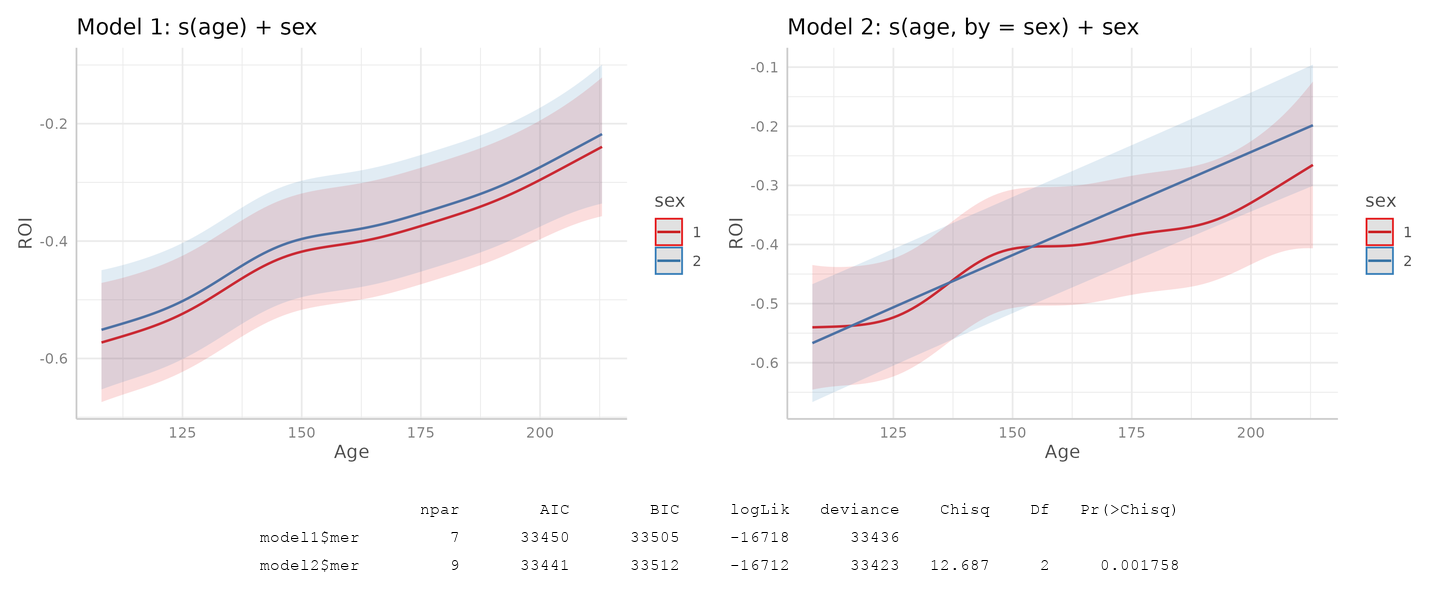 Model 1: s(age) + sex
-0.2
-0.4
-0.6
ROI
125 150 175 200
Age
sex
1
2
Model 2: s(age, by = sex) + sex
-0.1
-0.2
-0.3
-0.4
-0.5
-0.6
ROI
125 150 175 200
Age
sex
1
2
npar AIC BIC logLik deviance Chisq Df Pr(>Chisq)
model1$mer 7 33450 33505 -16718 33436
model2$mer 9 33441 33512 -16712 33423 12.687 2 0.001758